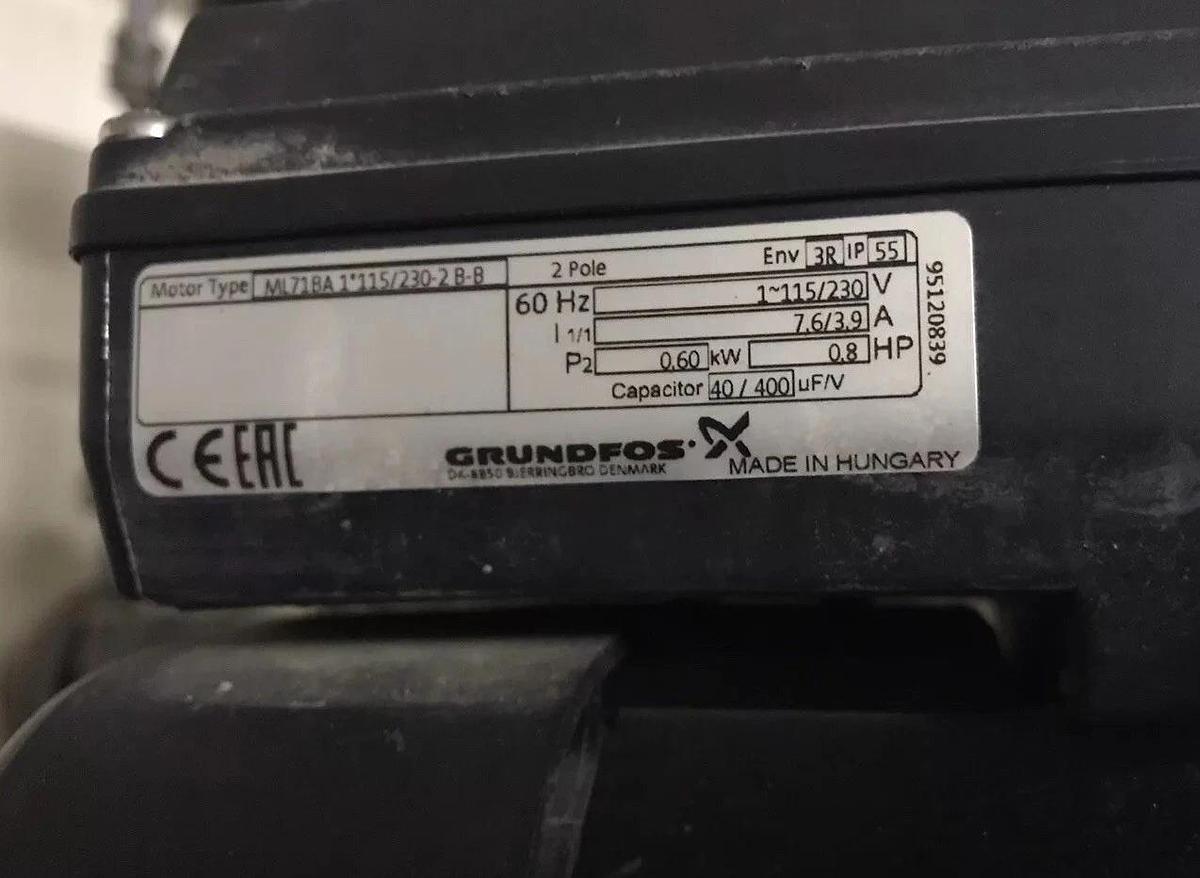 Motor Type ML71BA 1*115/230-2 B-B
2 Pole Env 3R IP 55
60 Hz 1~115/230 V
I 1/1 7.6/3.9 A
P2 0.60 kW 0.8 HP
Capacitor 40 / 400 uF/V
95120839
CE EAC
GRUNDFOS
DK-8850 BJERRINGBRO DENMARK
MADE IN HUNGARY